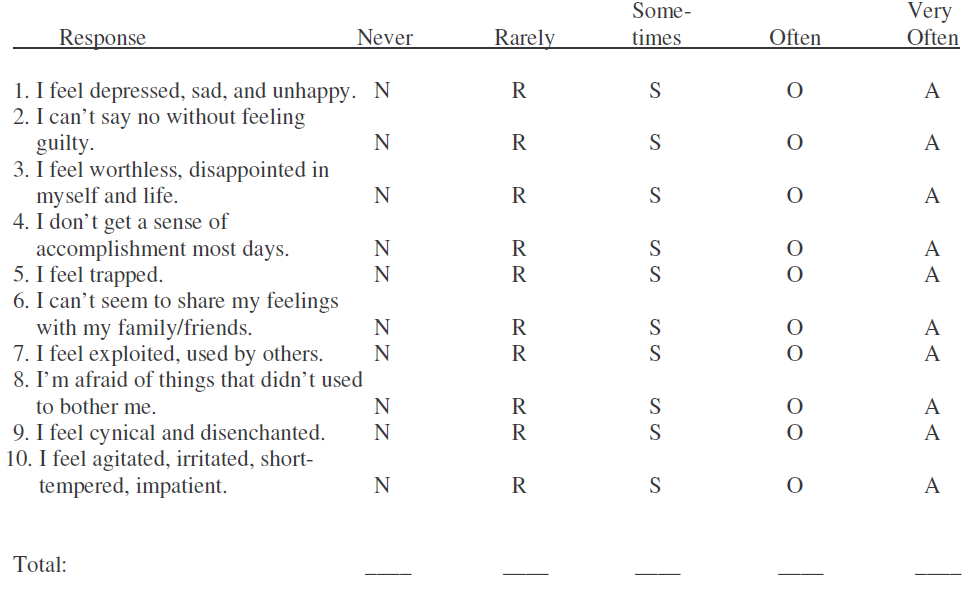 Some- Very
Response Never Rarely times Often Often
1. I feel depressed, sad, and unhappy. N R S O A
2. I can't say no without feeling
guilty. N R S O A
3. I feel worthless, disappointed in
myself and life. N R S O A
4. I don't get a sense of
accomplishment most days. N R S O A
5. I feel trapped. N R S O A
6. I can't seem to share my feelings
with my family/friends. N R S O A
7. I feel exploited, used by others. N R S O A
8. I'm afraid of things that didn't used
to bother me. N R S O A
9. I feel cynical and disenchanted. N R S O A
10. I feel agitated, irritated, short-
tempered, impatient. N R S O A
Total: ____ ____ ____ ____ ____